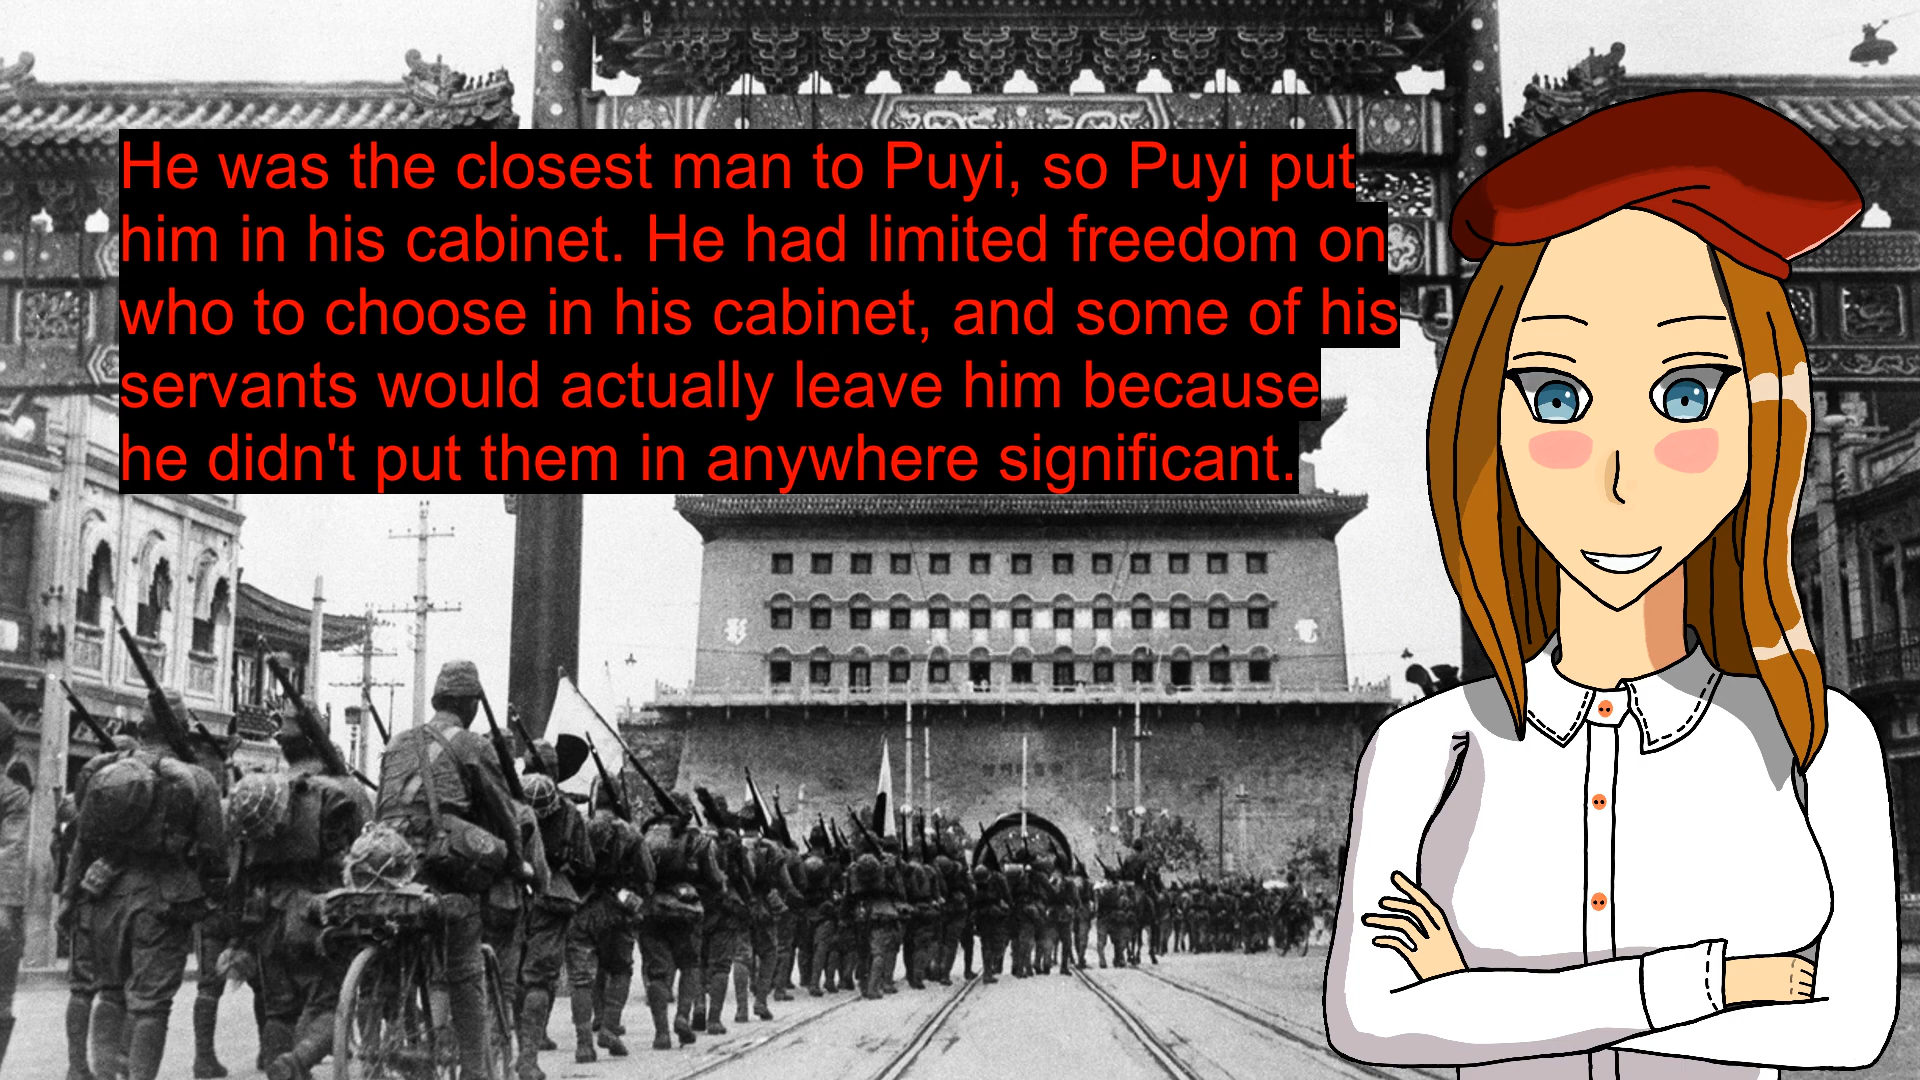 He was the closest man to Puyi, so Puyi put
him in his cabinet. He had limited freedom on
who to choose in his cabinet, and some of his
servants would actually leave him because
he didn't put them in anywhere significant.